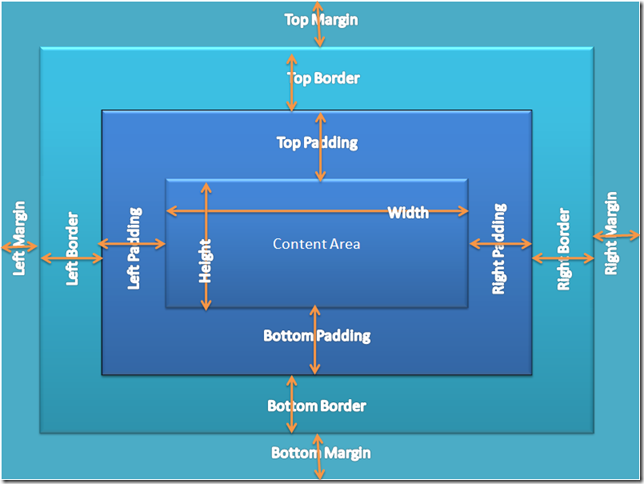 Top Margin
Top Border
Top Padding
Width
Left Margin
Left Border
Left Padding
Height
Content Area
Right Padding
Right Border
Right Margin
Bottom Padding
Bottom Border
Bottom Margin